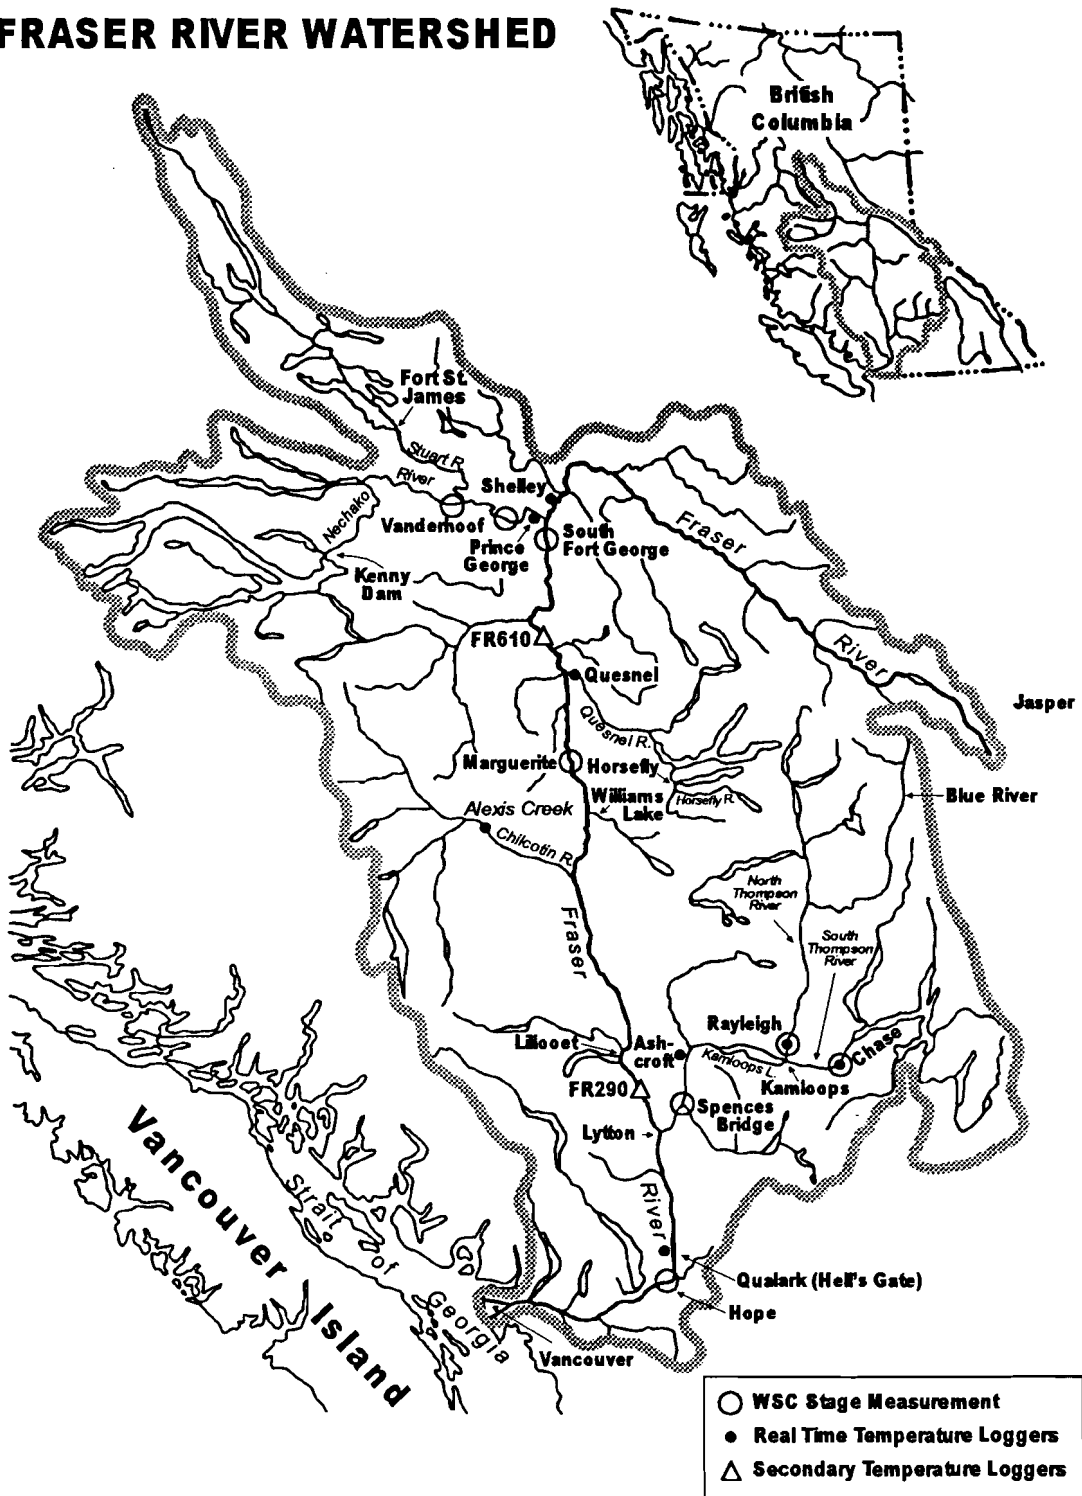 FRASER RIVER WATERSHED
British
Columbia
Fort St.
James
Stuart R.
River
Shelley
Nechako
Vanderhoof
Prince
George
South
Fort George
Fraser
Kenny
Dam
FR610
River
Quesnel
Jasper
Quesnel R.
Marguerite
Horsefly
Williams
Lake
Horsefly R.
Blue River
Alexis Creek
Chilcotin R.
North
Thompson
River
Fraser
South
Thompson
River
Rayleigh
Lillooet
Ash-
croft
Kamloops L.
Chase
Kamloops
FR290
Spences
Bridge
Lytton
Vancouver Island
Strait of Georgia
River
Qualark (Hell's Gate)
Hope
Vancouver
WSC Stage Measurement
Real Time Temperature Loggers
Secondary Temperature Loggers